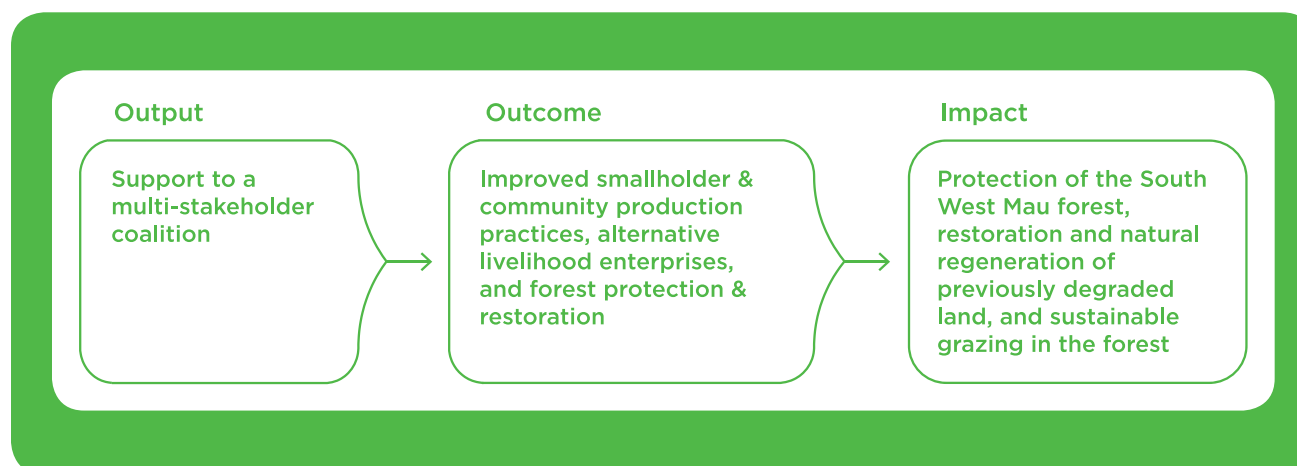 Output
Support to a
multi-stakeholder
coalition
Outcome
Improved smallholder &
community production
practices, alternative
livelihood enterprises,
and forest protection &
restoration
Impact
Protection of the South
West Mau forest,
restoration and natural
regeneration of
previously degraded
land, and sustainable
grazing in the forest